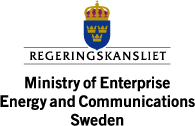 REGERINGSKANSLIET
Ministry of Enterprise
Energy and Communications
Sweden